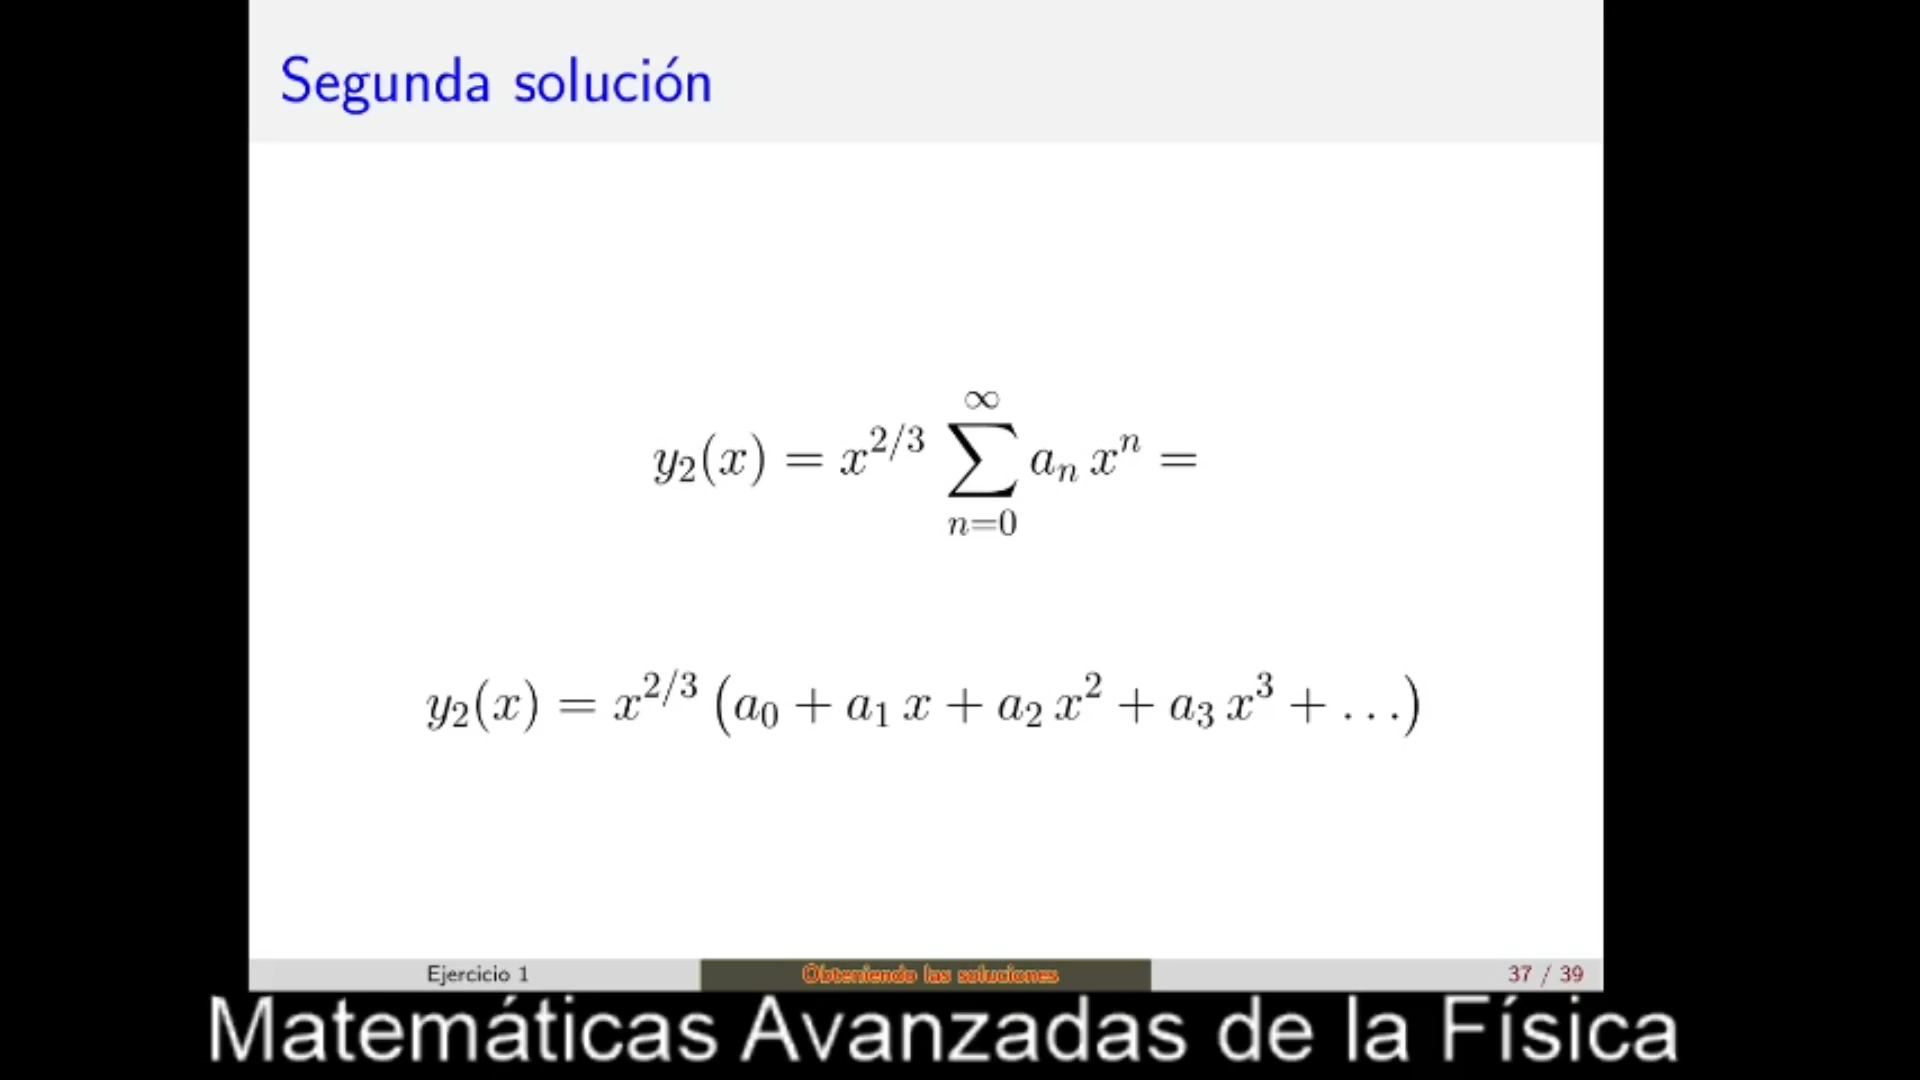 Segunda solución
y₂(x) = x^{2/3} ∑_{n=0}^{∞} aₙ xⁿ =
y₂(x) = x^{2/3} (a₀ + a₁ x + a₂ x² + a₃ x³ + . . .)
Ejercicio 1 Obteniendo las soluciones 37 / 39
Matemáticas Avanzadas de la Física